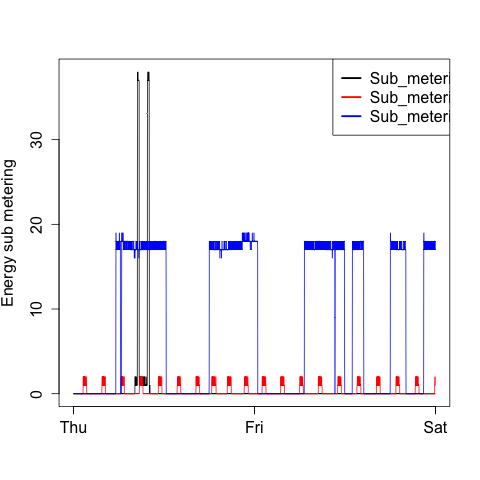 Sub_meteri
Sub_meteri
Sub_meteri
Energy sub metering
30
20
10
0
Thu Fri Sat